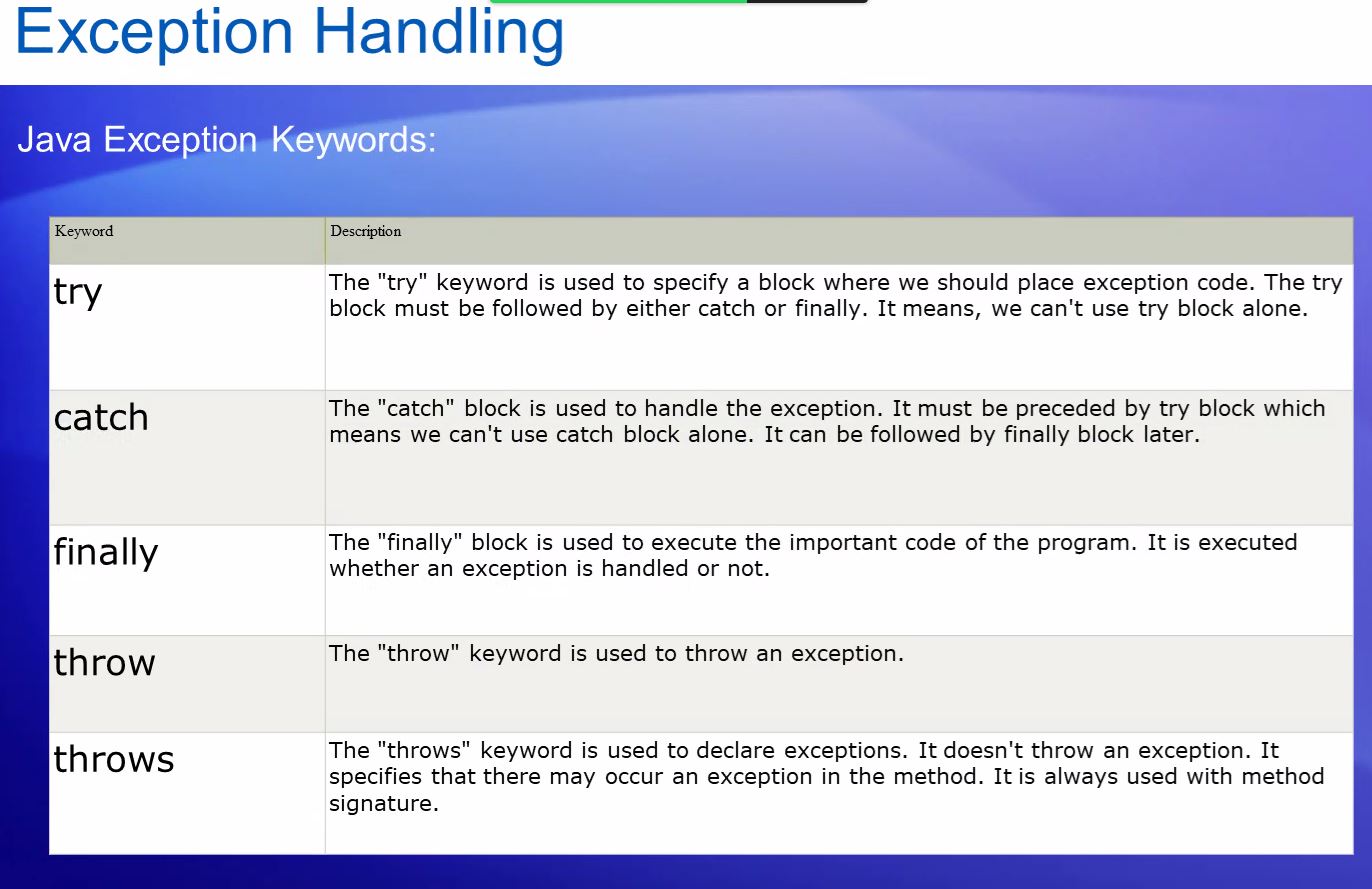 Exception Handling
Java Exception Keywords:
Keyword
Description
try
The "try" keyword is used to specify a block where we should place exception code. The try
block must be followed by either catch or finally. It means, we can't use try block alone.
catch
The "catch" block is used to handle the exception. It must be preceded by try block which
means we can't use catch block alone. It can be followed by finally block later.
finally
The "finally" block is used to execute the important code of the program. It is executed
whether an exception is handled or not.
throw
The "throw" keyword is used to throw an exception.
throws
The "throws" keyword is used to declare exceptions. It doesn't throw an exception. It
specifies that there may occur an exception in the method. It is always used with method
signature.